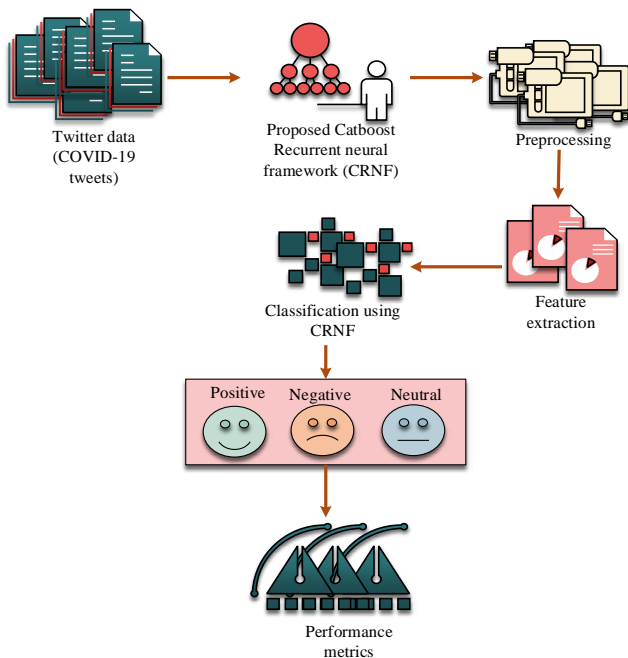 Twitter data
(COVID-19
tweets)
Proposed Catboost
Recurrent neural
framework (CRNF)
Preprocessing
Feature
extraction
Classification using
CRNF
Positive
Negative
Neutral
Performance
metrics